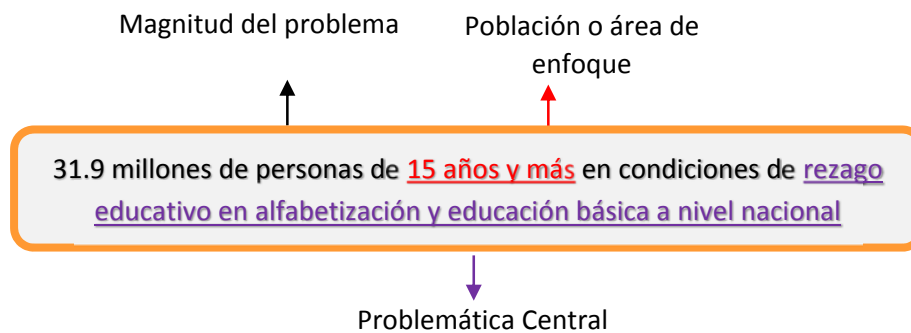 Magnitud del problema
Población o área de
enfoque
31.9 millones de personas de 15 años y más en condiciones de rezago
educativo en alfabetización y educación básica a nivel nacional
Problemática Central